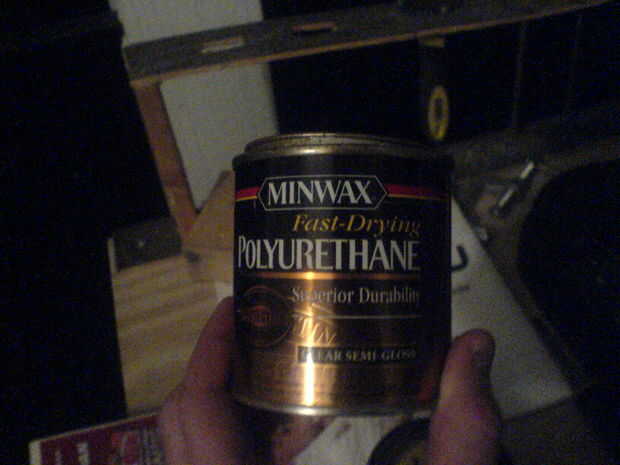 MINWAX
Fast-Drying
POLYURETHANE
Superior Durability
CLEAR SEMI-GLOSS